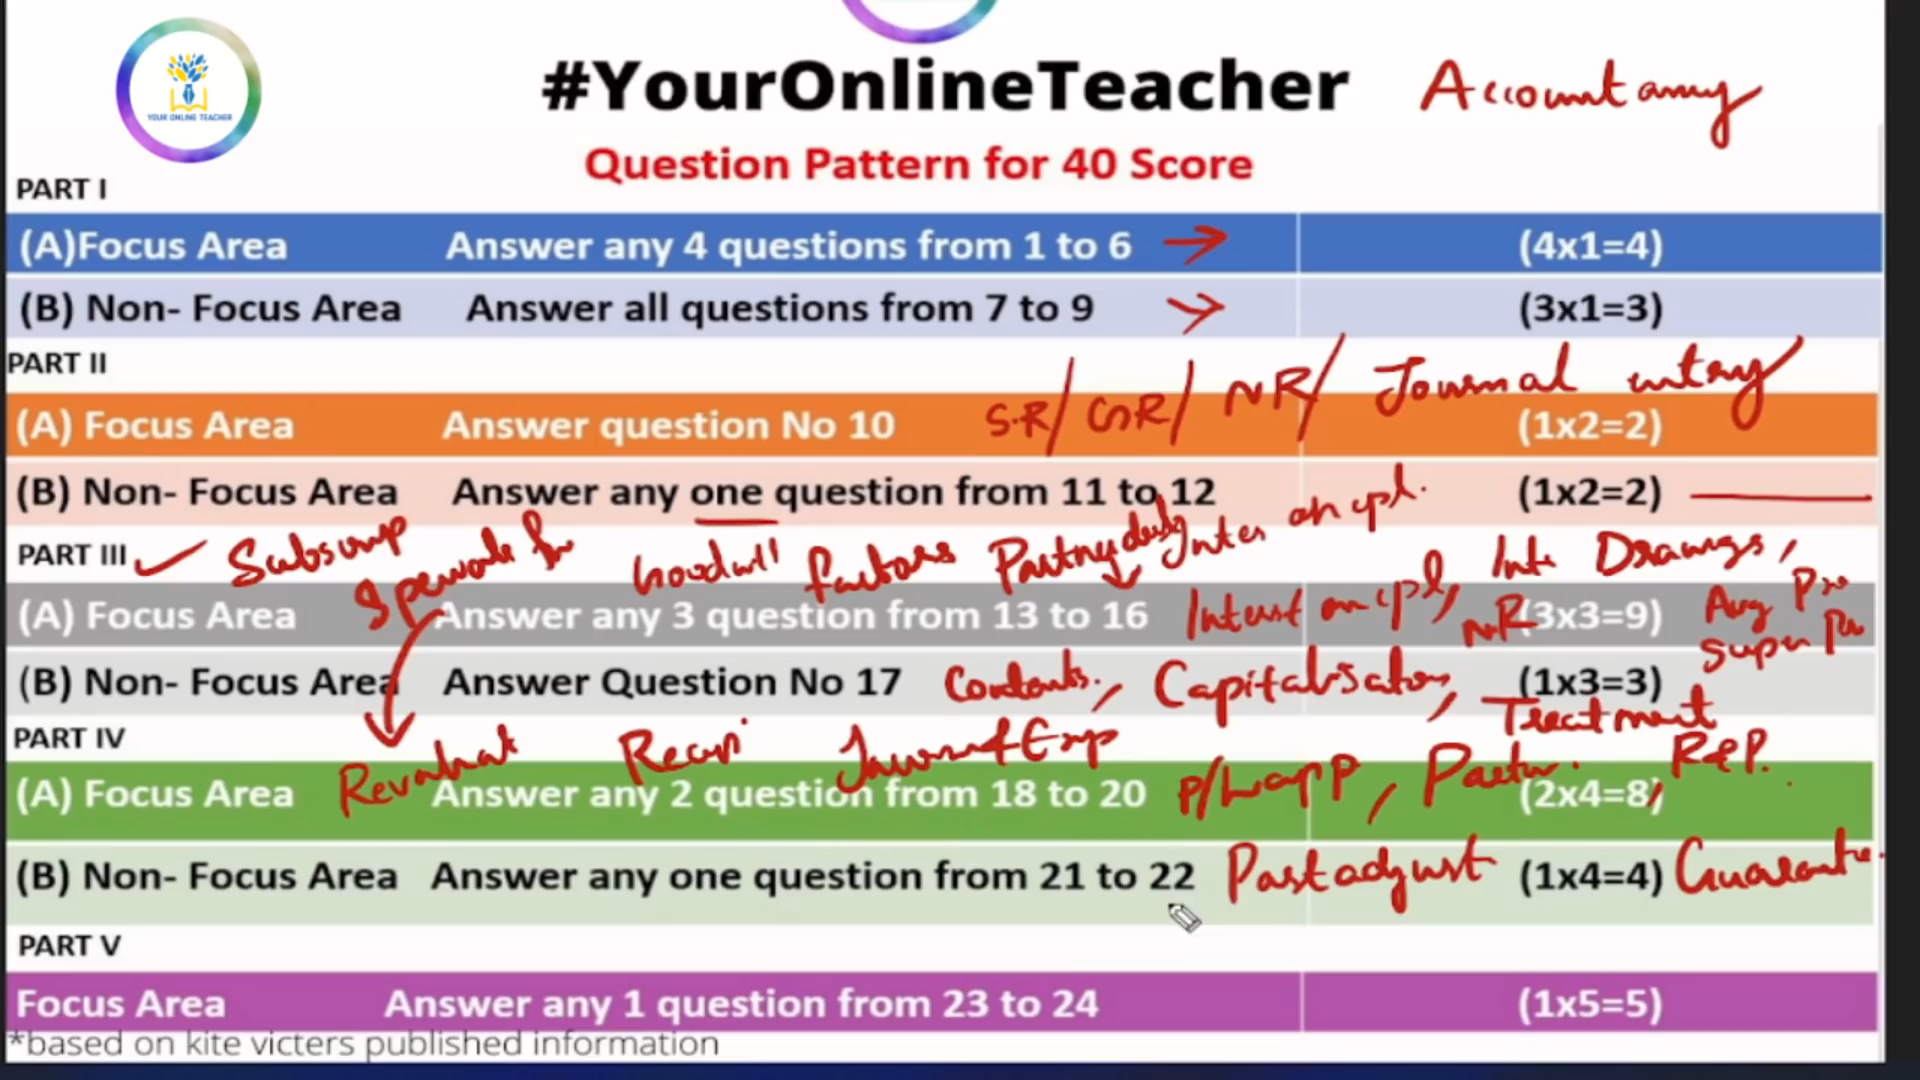 YOUR ONLINE TEACHER
#YourOnlineTeacher Accountancy
Question Pattern for 40 Score
PART I
(A)Focus Area Answer any 4 questions from 1 to 6 (4x1=4)
(B) Non- Focus Area Answer all questions from 7 to 9 (3x1=3)
PART II
S.R/ GR/ NR/ Journal entry
(A) Focus Area Answer question No 10 (1x2=2)
(B) Non- Focus Area Answer any one question from 11 to 12 (1x2=2)
PART III Goodwill factors on cpl. Drawings,
(A) Focus Area Answer any 3 question from 13 to 16 Interest on cpl, NR (3x3=9) Avg super
(B) Non- Focus Area Answer Question No 17 Contents, Capitalisation, (1x3=3)
Treatment
PART IV R&P.
(A) Focus Area Answer any 2 question from 18 to 20 P/L app P, (2x4=8)
(B) Non- Focus Area Answer any one question from 21 to 22 Past adjust (1x4=4) Guarantee
PART V
Focus Area Answer any 1 question from 23 to 24 (1x5=5)
*based on kite victers published information